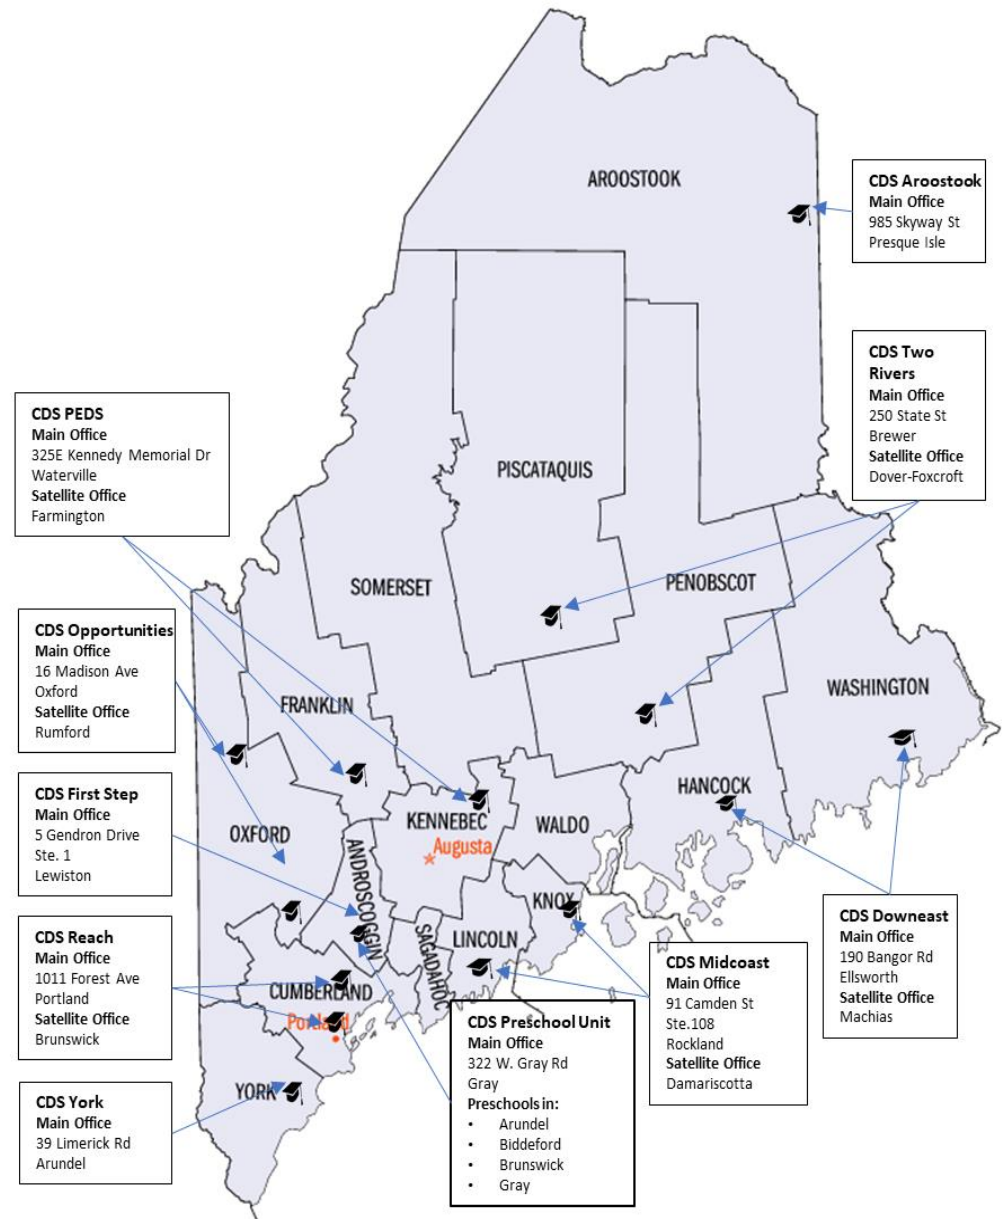 AROOSTOOK
CDS Aroostook
Main Office
985 Skyway St
Presque Isle
CDS Two
Rivers
Main Office
250 State St
Brewer
Satellite Office
Dover-Foxcroft
CDS PEDS
Main Office
325E Kennedy Memorial Dr
Waterville
Satellite Office
Farmington
PISCATAQUIS
SOMERSET
PENOBSCOT
CDS Opportunities
Main Office
16 Madison Ave
Oxford
Satellite Office
Rumford
FRANKLIN
WASHINGTON
CDS First Step
Main Office
5 Gendron Drive
Ste. 1
Lewiston
OXFORD
ANDROSCOGGIN
KENNEBEC
Augusta
WALDO
HANCOCK
KNOX
LINCOLN
SAGADAHOC
CDS Reach
Main Office
1011 Forest Ave
Portland
Satellite Office
Brunswick
CUMBERLAND
Portland
YORK
CDS York
Main Office
39 Limerick Rd
Arundel
CDS Preschool Unit
Main Office
322 W. Gray Rd
Gray
Preschools in:
• Arundel
• Biddeford
• Brunswick
• Gray
CDS Midcoast
Main Office
91 Camden St
Ste.108
Rockland
Satellite Office
Damariscotta
CDS Downeast
Main Office
190 Bangor Rd
Ellsworth
Satellite Office
Machias